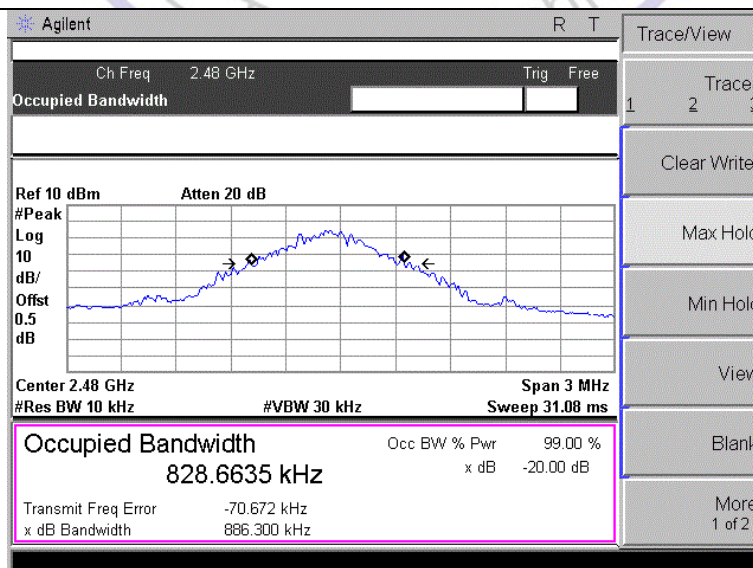 Agilent R T
Trace/View
Ch Freq 2.48 GHz Trig Free
Occupied Bandwidth
Trace
1 2
Clear Write
Ref 10 dBm Atten 20 dB
#Peak
Log
10
dB/
Offst
0.5
dB
Max Hold
Min Hold
Center 2.48 GHz Span 3 MHz
#Res BW 10 kHz #VBW 30 kHz Sweep 31.08 ms
View
Occupied Bandwidth Occ BW % Pwr 99.00 %
828.6635 kHz x dB -20.00 dB
Blank
Transmit Freq Error -70.672 kHz
x dB Bandwidth 886.300 kHz
More
1 of 2